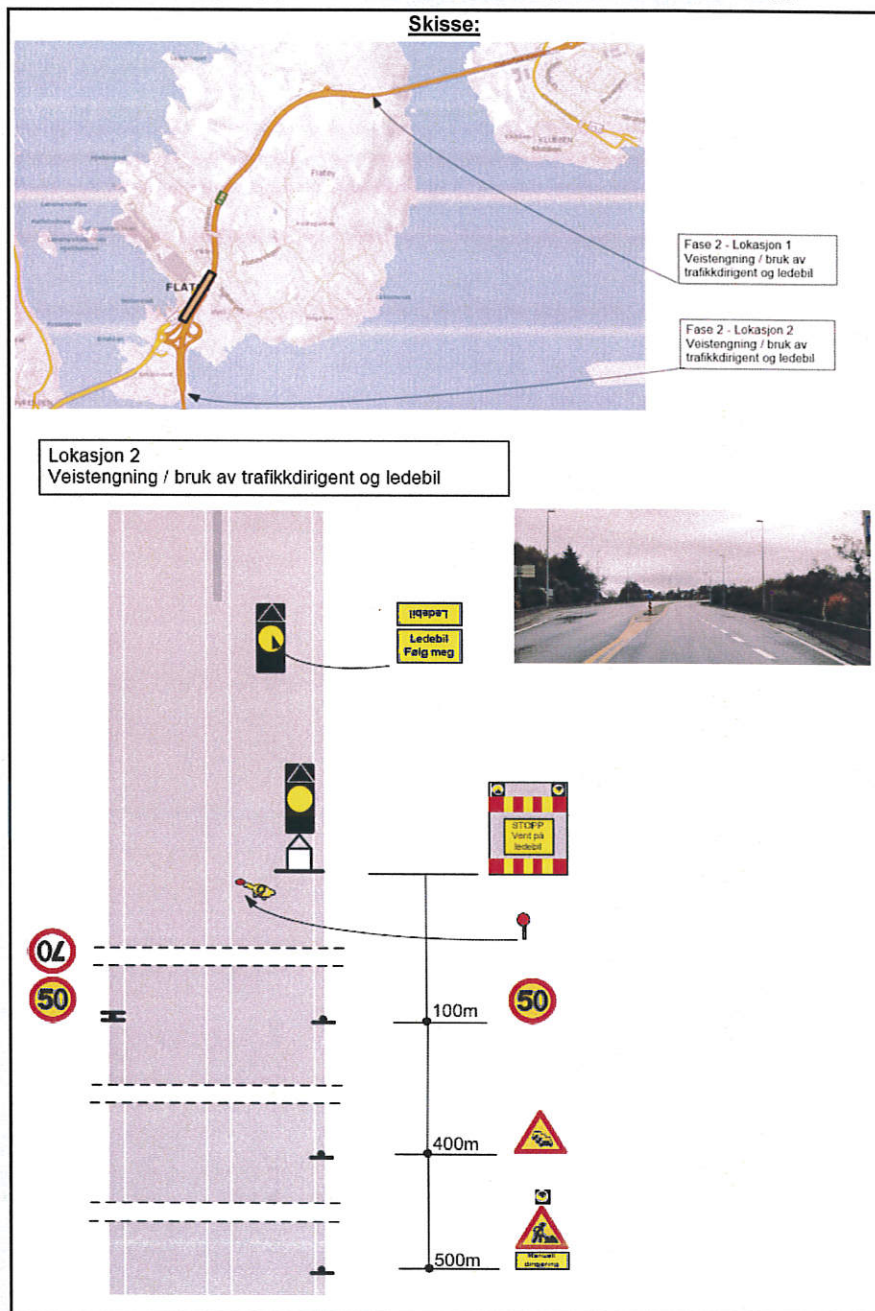 Skisse:
Flatøy
FLAT
Fase 2 - Lokasjon 1
Veistengning / bruk av
trafikkdirigent og ledebil
Fase 2 - Lokasjon 2
Veistengning / bruk av
trafikkdirigent og ledebil
Lokasjon 2
Veistengning / bruk av trafikkdirigent og ledebil
Ledebil
Ledebil
Følg meg
STOPP
Vent på
ledebil
70
50
100m
50
400m
500m
Manuell
dirigering